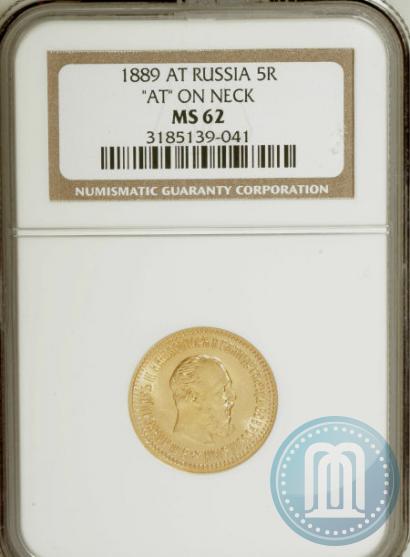 1889 AT RUSSIA 5R
"AT" ON NECK
MS 62
3185139-041
NUMISMATIC GUARANTY CORPORATION